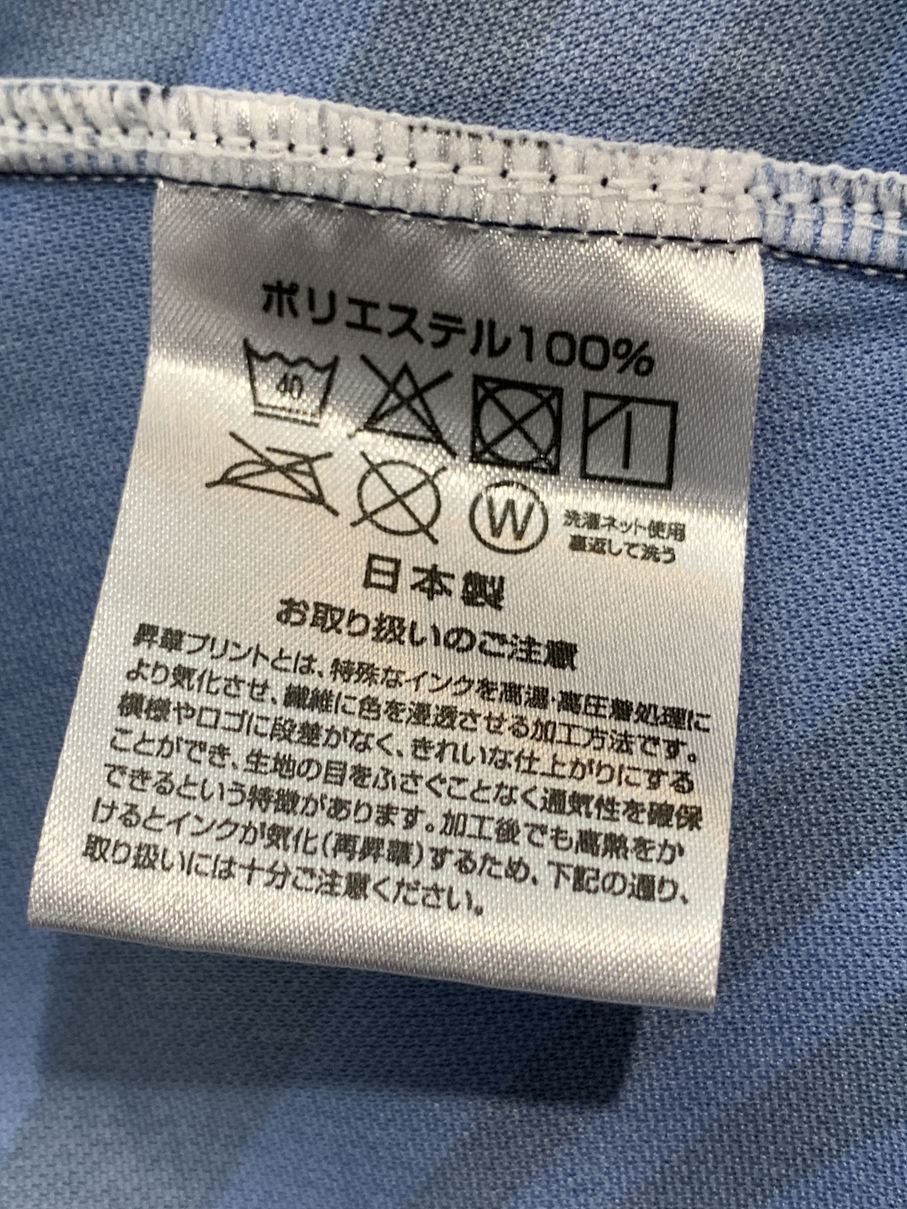 ポリエステル100%
40
W
洗濯ネット使用
裏返して洗う
日本製
お取り扱いのご注意
昇華プリントとは、特殊なインクを高温・高圧着処理に
より気化させ、繊維に色を浸透させる加工方法です。
模様やロゴに段差がなく、きれいな仕上がりにする
ことができ、生地の目をふさぐことなく通気性を確保
できるという特徴があります。加工後でも高熱をか
けるとインクが気化(再昇華)するため、下記の通り、
取り扱いには十分ご注意ください。